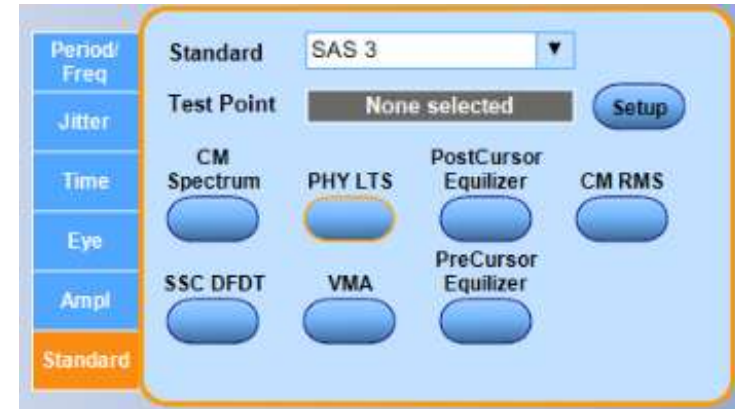 Period/
Freq
Jitter
Time
Eye
Ampl
Standard
Standard
SAS 3
Test Point
None selected
Setup
CM
Spectrum
PHY LTS
PostCursor
Equilizer
CM RMS
SSC DFDT
VMA
PreCursor
Equilizer